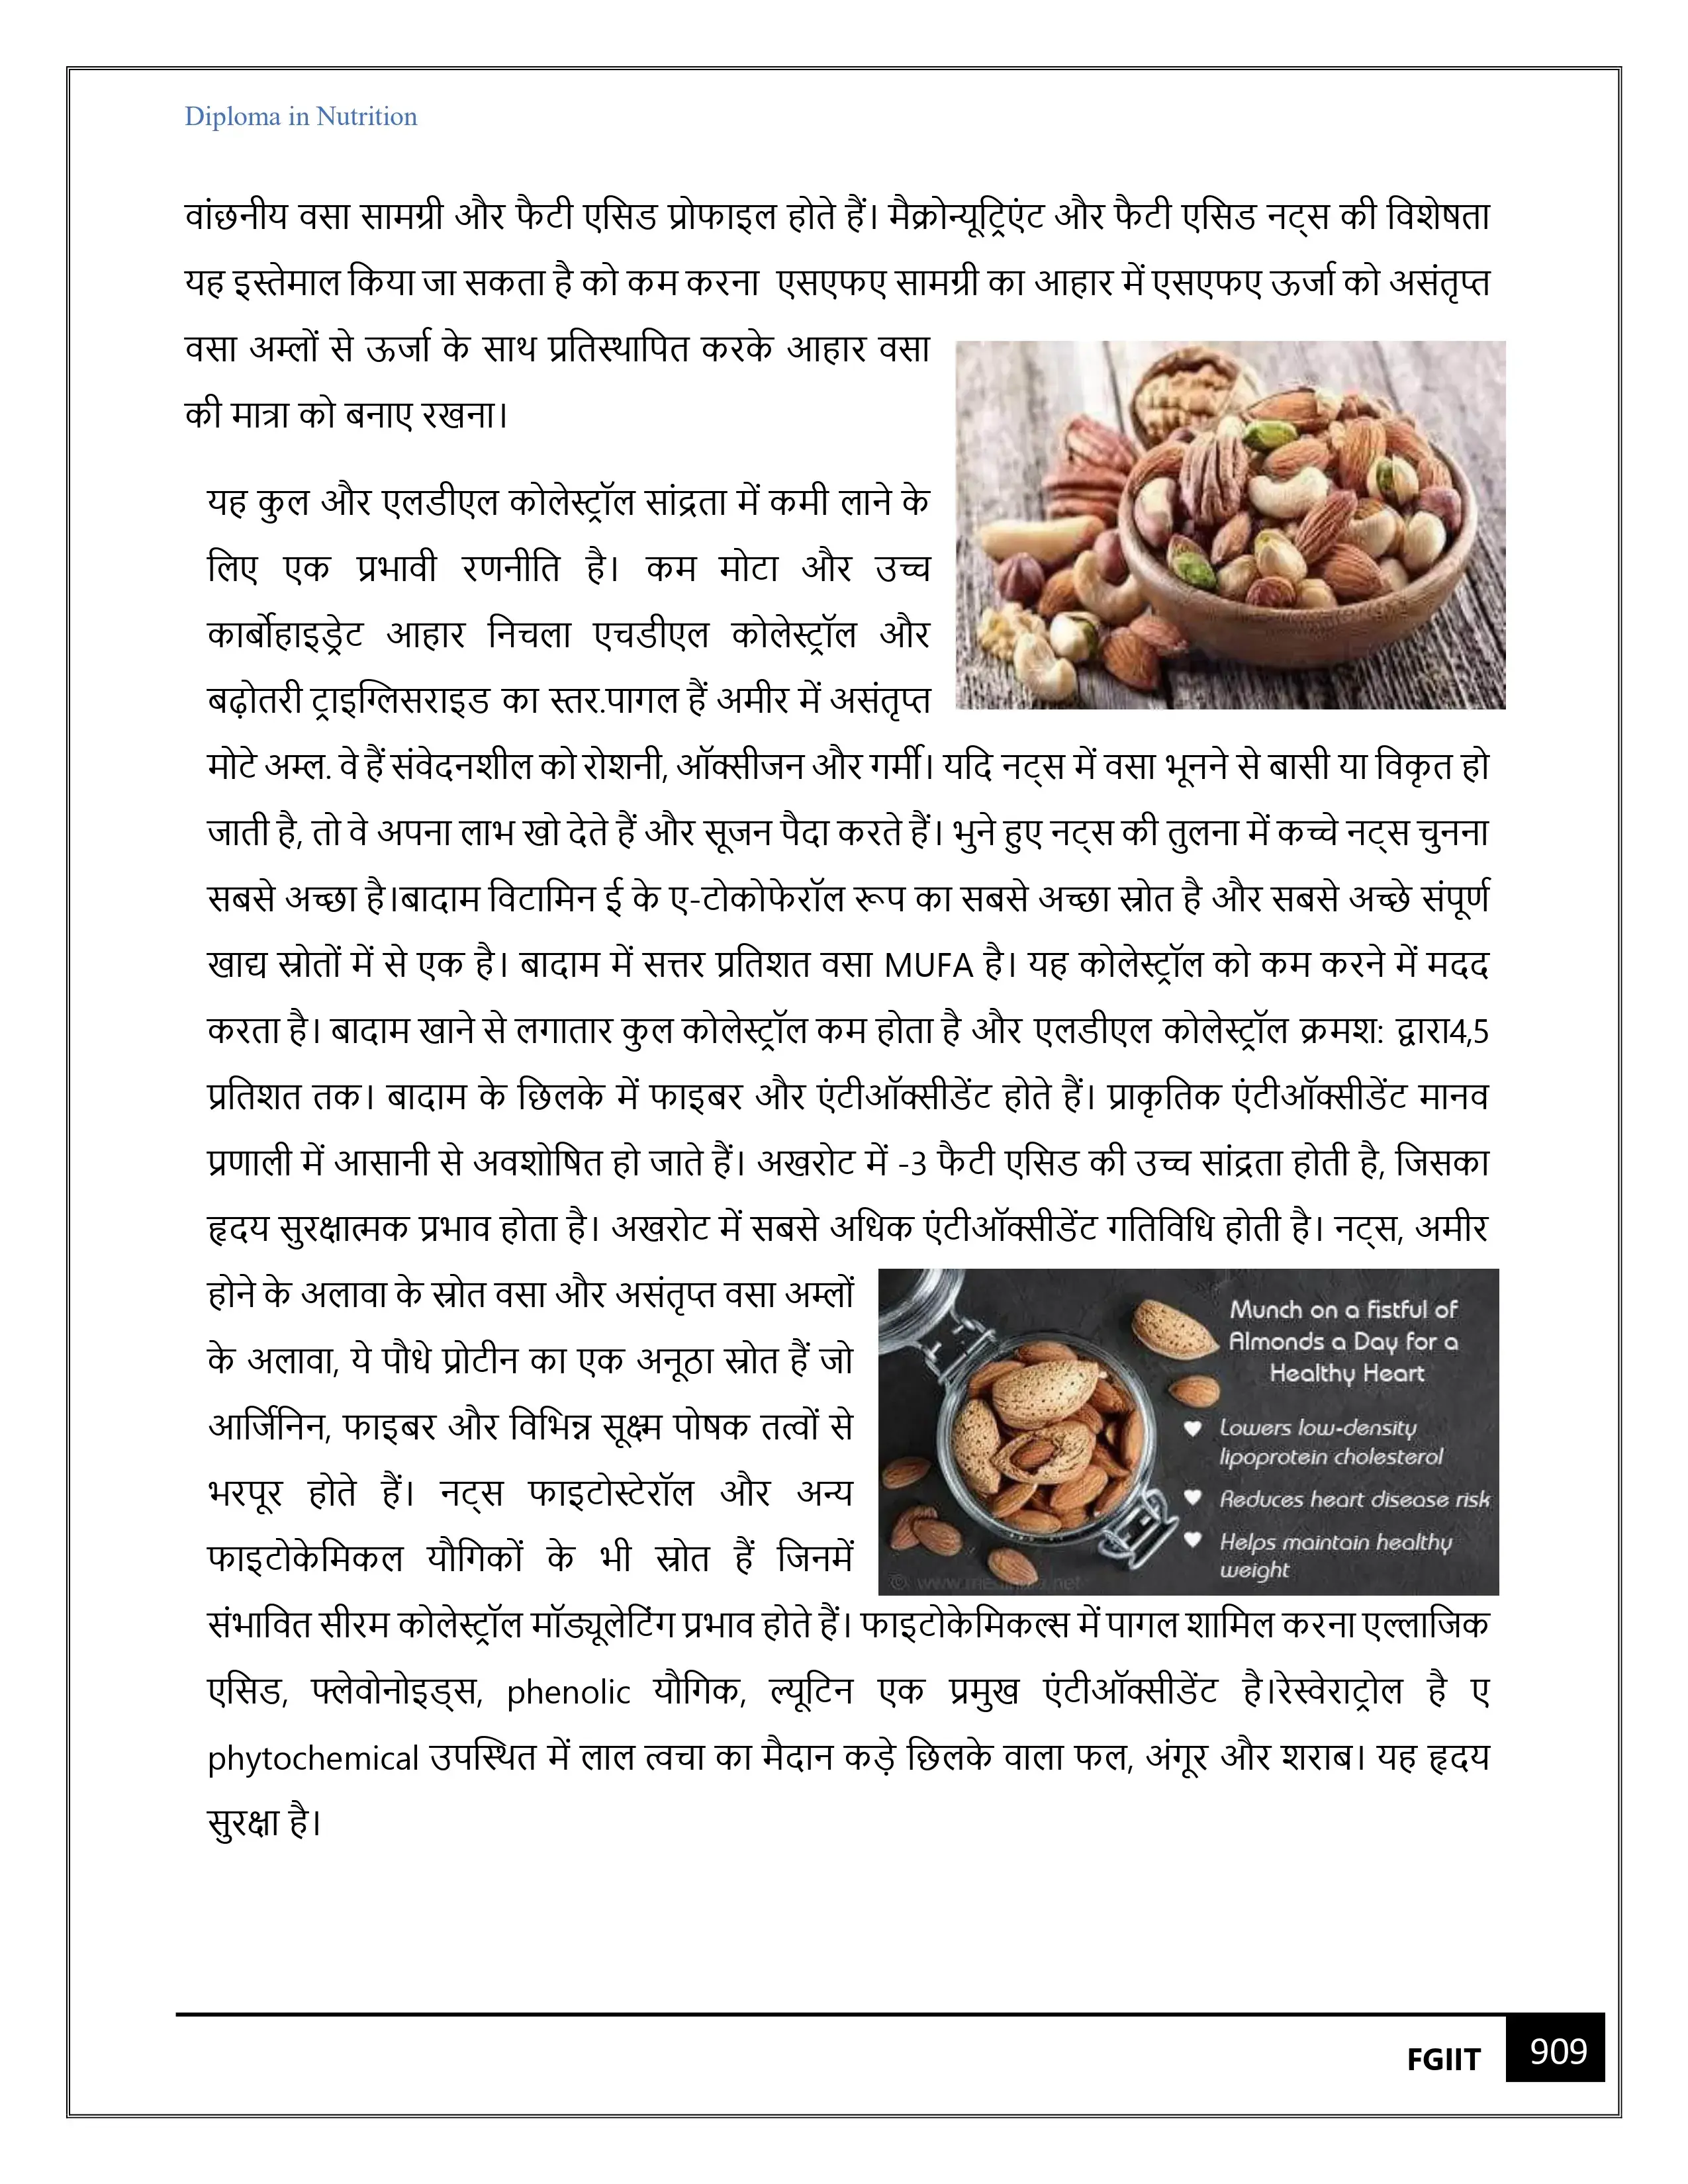 Diploma in Nutrition
वांछनीय वसा सामग्री और फैटी एसिड प्रोफाइल होते हैं। मैक्रोन्यूट्रिएंट और फैटी एसिड नट्स की विशेषता
यह इस्तेमाल किया जा सकता है को कम करना एसएफए सामग्री का आहार में एसएफए ऊर्जा को असंतृप्त
वसा अम्लों से ऊर्जा के साथ प्रतिस्थापित करके आहार वसा
की मात्रा को बनाए रखना।
यह कुल और एलडीएल कोलेस्ट्रॉल सांद्रता में कमी लाने के
लिए एक प्रभावी रणनीति है। कम मोटा और उच्च
कार्बोहाइड्रेट आहार निचला एचडीएल कोलेस्ट्रॉल और
बढ़ोतरी ट्राइग्लिसराइड का स्तर.पागल हैं अमीर में असंतृप्त
मोटे अम्ल. वे हैं संवेदनशील को रोशनी, ऑक्सीजन और गर्मी। यदि नट्स में वसा भूनने से बासी या विकृत हो
जाती है, तो वे अपना लाभ खो देते हैं और सूजन पैदा करते हैं। भुने हुए नट्स की तुलना में कच्चे नट्स चुनना
सबसे अच्छा है।बादाम विटामिन ई के ए-टोकोफेरॉल रूप का सबसे अच्छा स्रोत है और सबसे अच्छे संपूर्ण
खाद्य स्रोतों में से एक है। बादाम में सत्तर प्रतिशत वसा MUFA है। यह कोलेस्ट्रॉल को कम करने में मदद
करता है। बादाम खाने से लगातार कुल कोलेस्ट्रॉल कम होता है और एलडीएल कोलेस्ट्रॉल क्रमश: द्वारा4,5
प्रतिशत तक। बादाम के छिलके में फाइबर और एंटीऑक्सीडेंट होते हैं। प्राकृतिक एंटीऑक्सीडेंट मानव
प्रणाली में आसानी से अवशोषित हो जाते हैं। अखरोट में -3 फैटी एसिड की उच्च सांद्रता होती है, जिसका
हृदय सुरक्षात्मक प्रभाव होता है। अखरोट में सबसे अधिक एंटीऑक्सीडेंट गतिविधि होती है। नट्स, अमीर
होने के अलावा के स्रोत वसा और असंतृप्त वसा अम्लों
के अलावा, ये पौधे प्रोटीन का एक अनूठा स्रोत हैं जो
आर्जिनिन, फाइबर और विभिन्न सूक्ष्म पोषक तत्वों से
भरपूर होते हैं। नट्स फाइटोस्टेरॉल और अन्य
फाइटोकेमिकल यौगिकों के भी स्रोत हैं जिनमें
Munch on a fistful of
Almonds a Day for a
Healthy Heart
Lowers low-density
lipoprotein cholesterol
Reduces heart disease risk
Helps maintain healthy
weight
संभावित सीरम कोलेस्ट्रॉल मॉड्यूलेटिंग प्रभाव होते हैं। फाइटोकेमिकल्स में पागल शामिल करना एल्लाजिक
एसिड, फ्लेवोनोइड्स, phenolic यौगिक, ल्यूटिन एक प्रमुख एंटीऑक्सीडेंट है।रेस्वेराट्रोल है ए
phytochemical उपस्थित में लाल त्वचा का मैदान कड़े छिलके वाला फल, अंगूर और शराब। यह हृदय
सुरक्षा है।
FGIIT 909